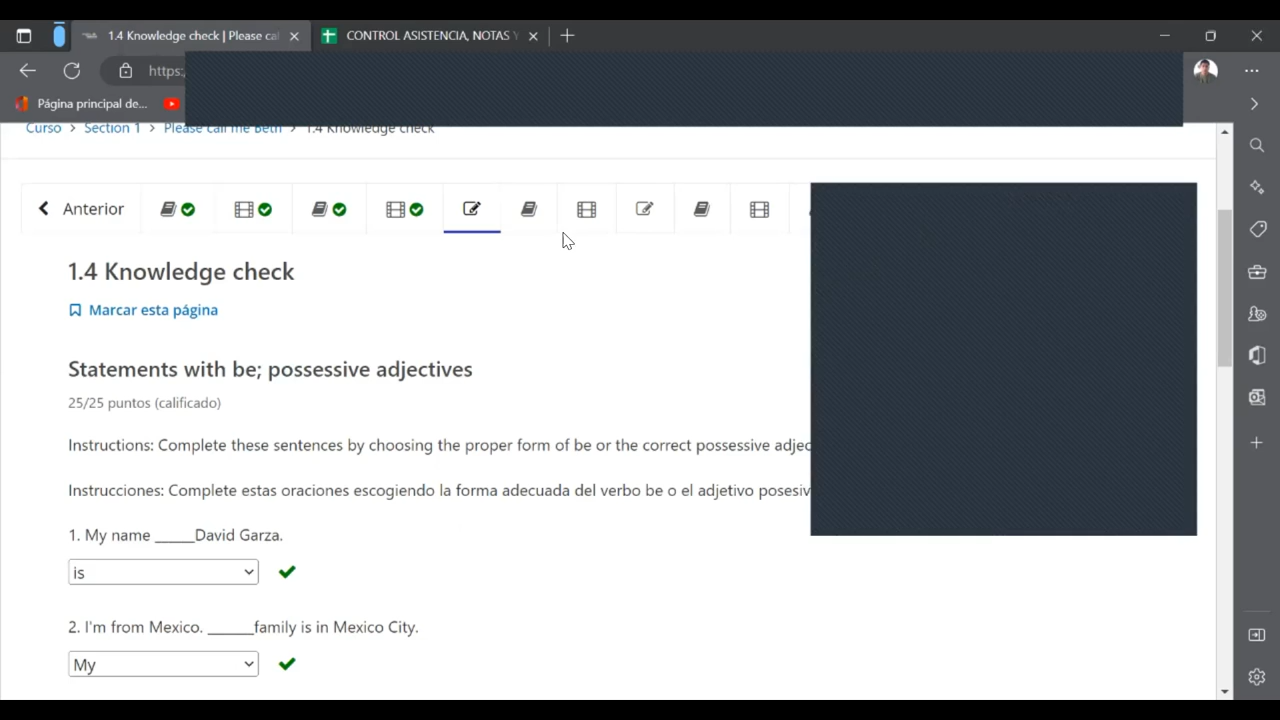 1.4 Knowledge check | Please cal
CONTROL ASISTENCIA, NOTAS Y
https:/
Página principal de...
Curso > Section 1 > Please call me Beth > 1.4 Knowledge check
Anterior
1.4 Knowledge check
Marcar esta página
Statements with be; possessive adjectives
25/25 puntos (calificado)
Instructions: Complete these sentences by choosing the proper form of be or the correct possessive adjec
Instrucciones: Complete estas oraciones escogiendo la forma adecuada del verbo be o el adjetivo posesiv
1. My name ______David Garza.
is
2. I'm from Mexico. ______family is in Mexico City.
My